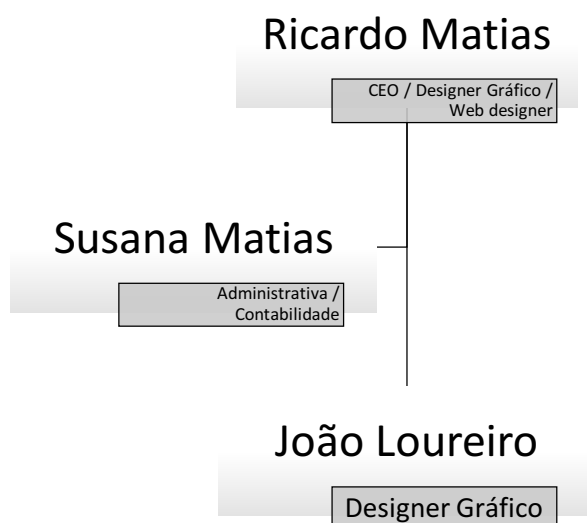 Ricardo Matias
CEO / Designer Gráfico /
Web designer
Susana Matias
Administrativa /
Contabilidade
João Loureiro
Designer Gráfico